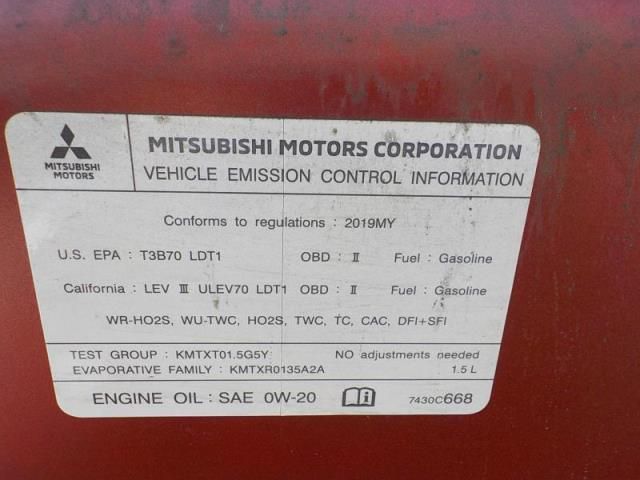 MITSUBISHI MOTORS
MITSUBISHI MOTORS CORPORATION
VEHICLE EMISSION CONTROL INFORMATION
Conforms to regulations : 2019MY
U.S. EPA : T3B70 LDT1 OBD : Ⅱ Fuel : Gasoline
California : LEV Ⅲ ULEV70 LDT1 OBD : Ⅱ Fuel : Gasoline
WR-HO2S, WU-TWC, HO2S, TWC, TC, CAC, DFI+SFI
TEST GROUP : KMTXT01.5G5Y NO adjustments needed
EVAPORATIVE FAMILY : KMTXR0135A2A 1.5 L
ENGINE OIL : SAE 0W-20 7430C668